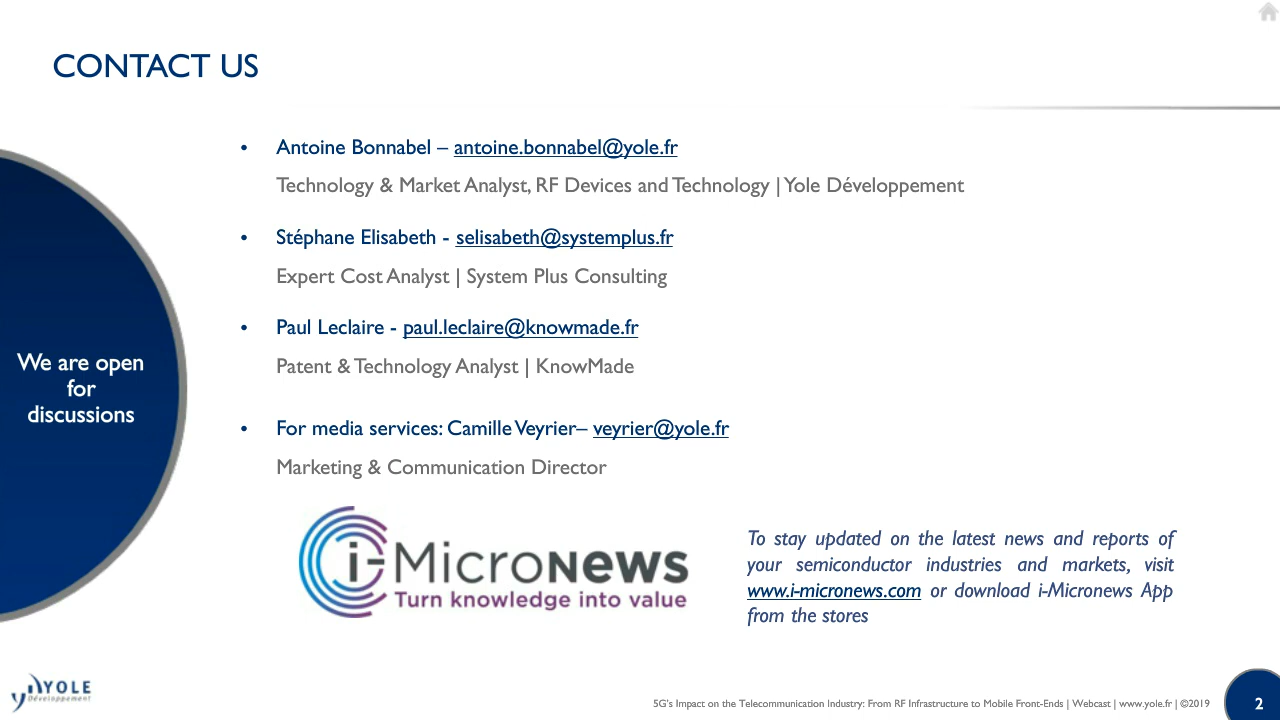 CONTACT US
• Antoine Bonnabel – antoine.bonnabel@yole.fr
Technology & Market Analyst, RF Devices and Technology | Yole Développement
• Stéphane Elisabeth - selisabeth@systemplus.fr
Expert Cost Analyst | System Plus Consulting
• Paul Leclaire - paul.leclaire@knowmade.fr
Patent & Technology Analyst | KnowMade
We are open
for
discussions
• For media services: Camille Veyrier– veyrier@yole.fr
Marketing & Communication Director
i-Micronews
Turn knowledge into value
To stay updated on the latest news and reports of
your semiconductor industries and markets, visit
www.i-micronews.com or download i-Micronews App
from the stores
YOLE
Développement
5G's Impact on the Telecommunication Industry: From RF Infrastructure to Mobile Front-Ends | Webcast | www.yole.fr | ©2019
2